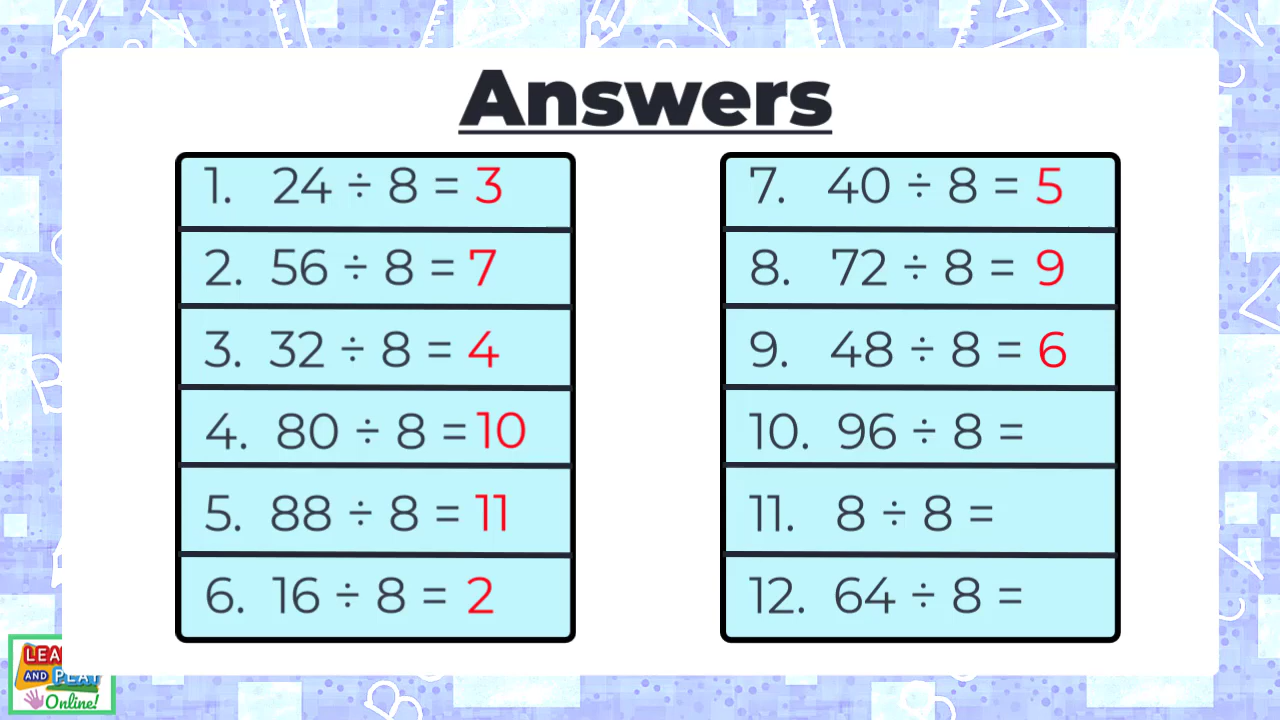 Answers
1. 24 ÷ 8 = 3
2. 56 ÷ 8 = 7
3. 32 ÷ 8 = 4
4. 80 ÷ 8 = 10
5. 88 ÷ 8 = 11
6. 16 ÷ 8 = 2
7. 40 ÷ 8 = 5
8. 72 ÷ 8 = 9
9. 48 ÷ 8 = 6
10. 96 ÷ 8 =
11. 8 ÷ 8 =
12. 64 ÷ 8 =
AND PLAY
Online!